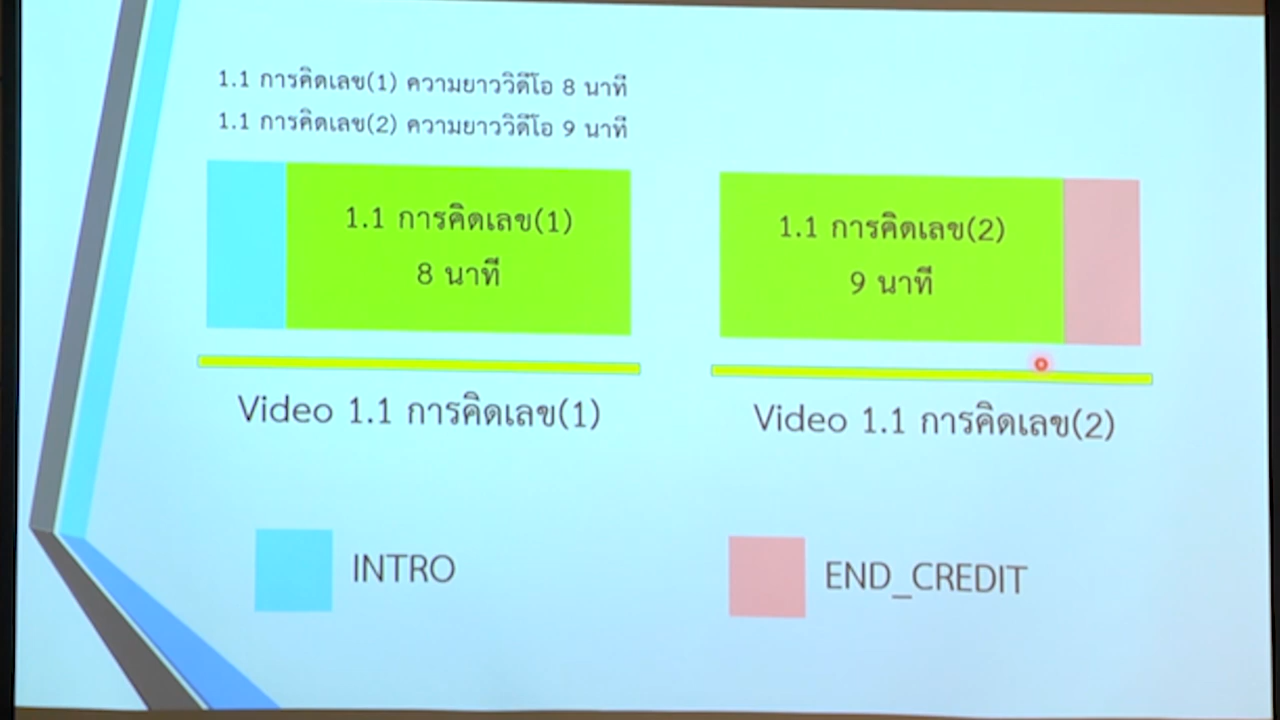 1.1 การคิดเลข(1) ความยาววิดีโอ 8 นาที
1.1 การคิดเลข(2) ความยาววิดีโอ 9 นาที
1.1 การคิดเลข(1)
8 นาที
1.1 การคิดเลข(2)
9 นาที
Video 1.1 การคิดเลข(1)
Video 1.1 การคิดเลข(2)
INTRO
END_CREDIT